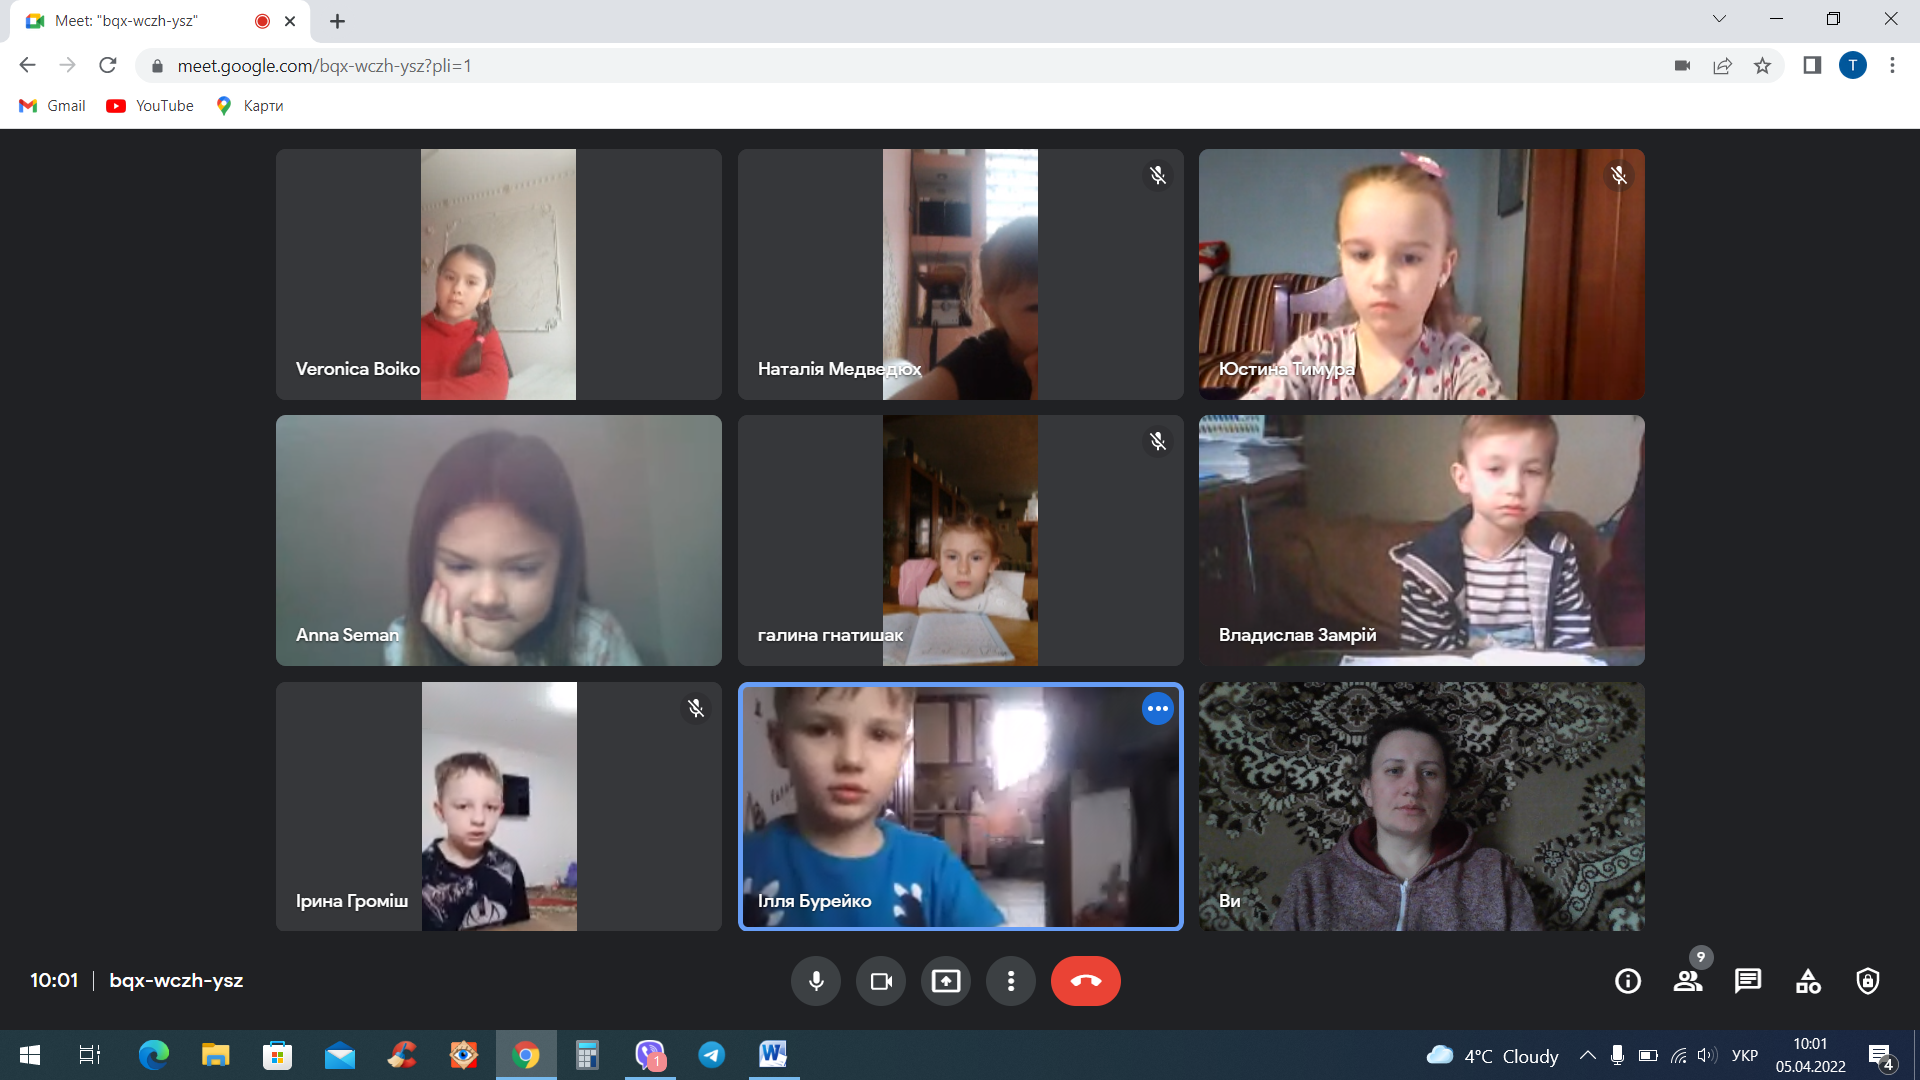 Meet: "bqx-wczh-ysz"
meet.google.com/bqx-wczh-ysz?pli=1
T
Gmail YouTube Карти
Veronica Boiko
Наталія Медведюх
Юстина Тимура
Anna Seman
галина гнатишак
Владислав Замрій
Ірина Громіш
Ілля Бурейко
Ви
10:01 | bqx-wczh-ysz
9
1
W
4°C Cloudy
УКР
10:01
05.04.2022
4